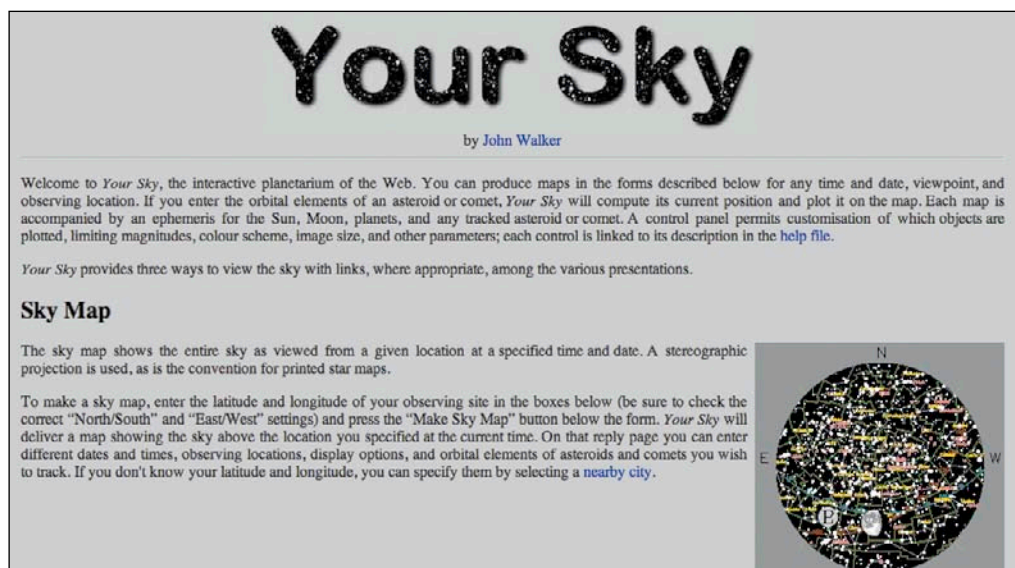 Your Sky
by John Walker
Welcome to Your Sky, the interactive planetarium of the Web. You can produce maps in the forms described below for any time and date, viewpoint, and
observing location. If you enter the orbital elements of an asteroid or comet, Your Sky will compute its current position and plot it on the map. Each map is
accompanied by an ephemeris for the Sun, Moon, planets, and any tracked asteroid or comet. A control panel permits customisation of which objects are
plotted, limiting magnitudes, colour scheme, image size, and other parameters; each control is linked to its description in the help file.
Your Sky provides three ways to view the sky with links, where appropriate, among the various presentations.
Sky Map
The sky map shows the entire sky as viewed from a given location at a specified time and date. A stereographic
projection is used, as is the convention for printed star maps.
To make a sky map, enter the latitude and longitude of your observing site in the boxes below (be sure to check the
correct “North/South” and “East/West” settings) and press the “Make Sky Map” button below the form. Your Sky will
deliver a map showing the sky above the location you specified at the current time. On that reply page you can enter
different dates and times, observing locations, display options, and orbital elements of asteroids and comets you wish
to track. If you don't know your latitude and longitude, you can specify them by selecting a nearby city.
N
E
W